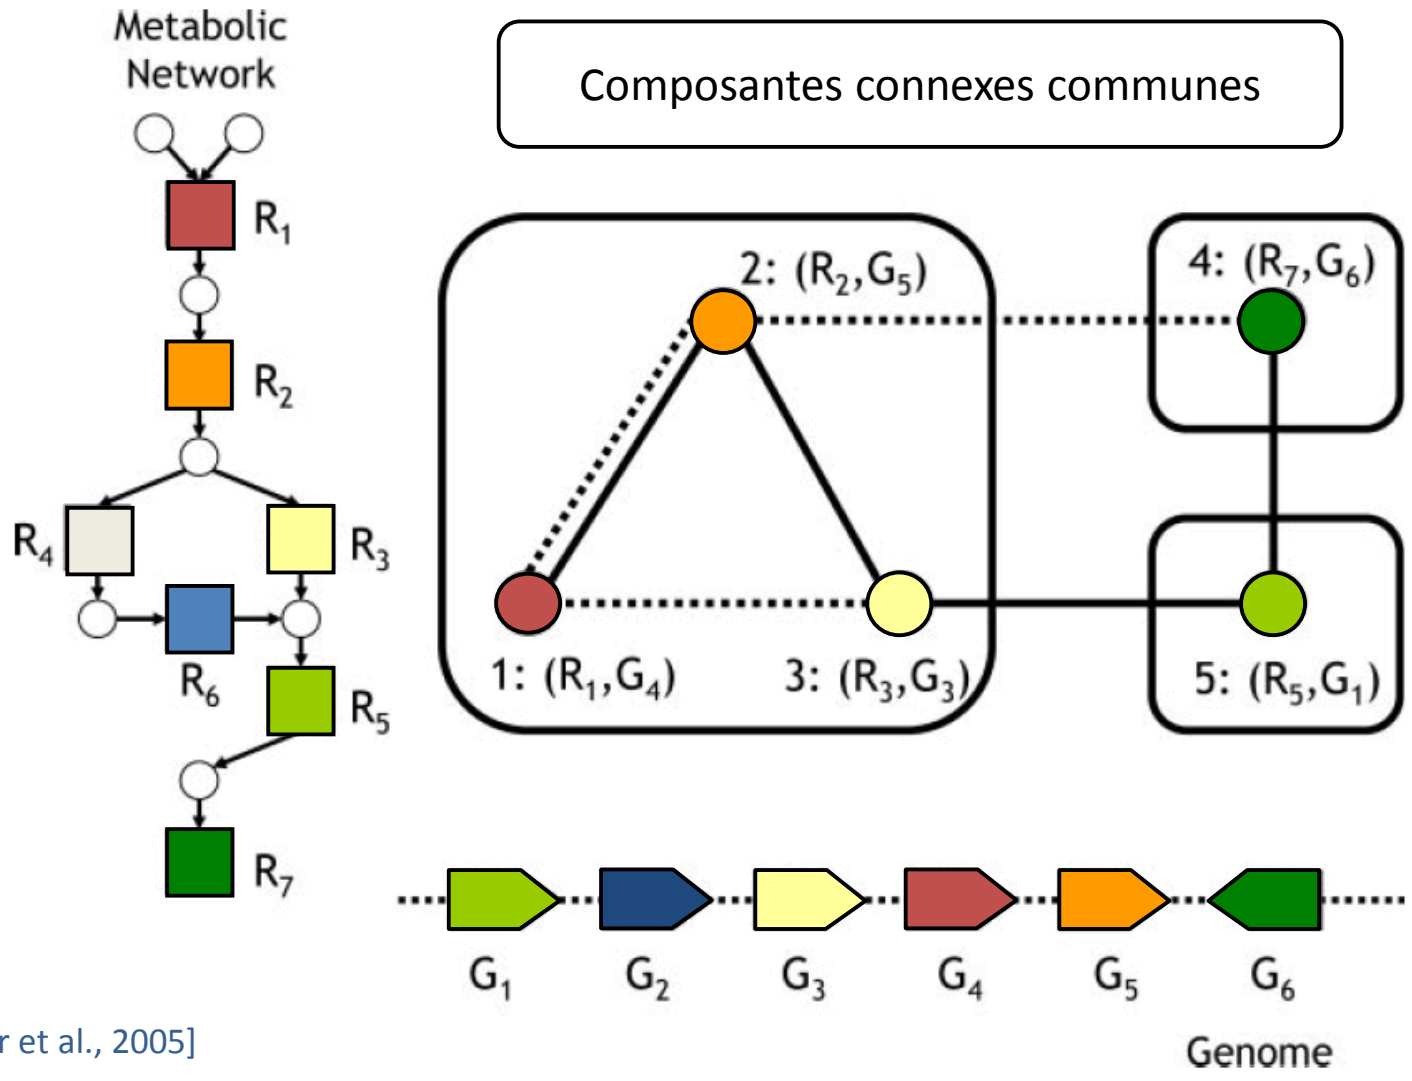 Metabolic
Network
Composantes connexes communes
R1
R2
R4
R3
R6
R5
R7
2: (R2,G5)
4: (R7,G6)
1: (R1,G4)
3: (R3,G3)
5: (R5,G1)
G1 G2 G3 G4 G5 G6
Genome
et al., 2005]